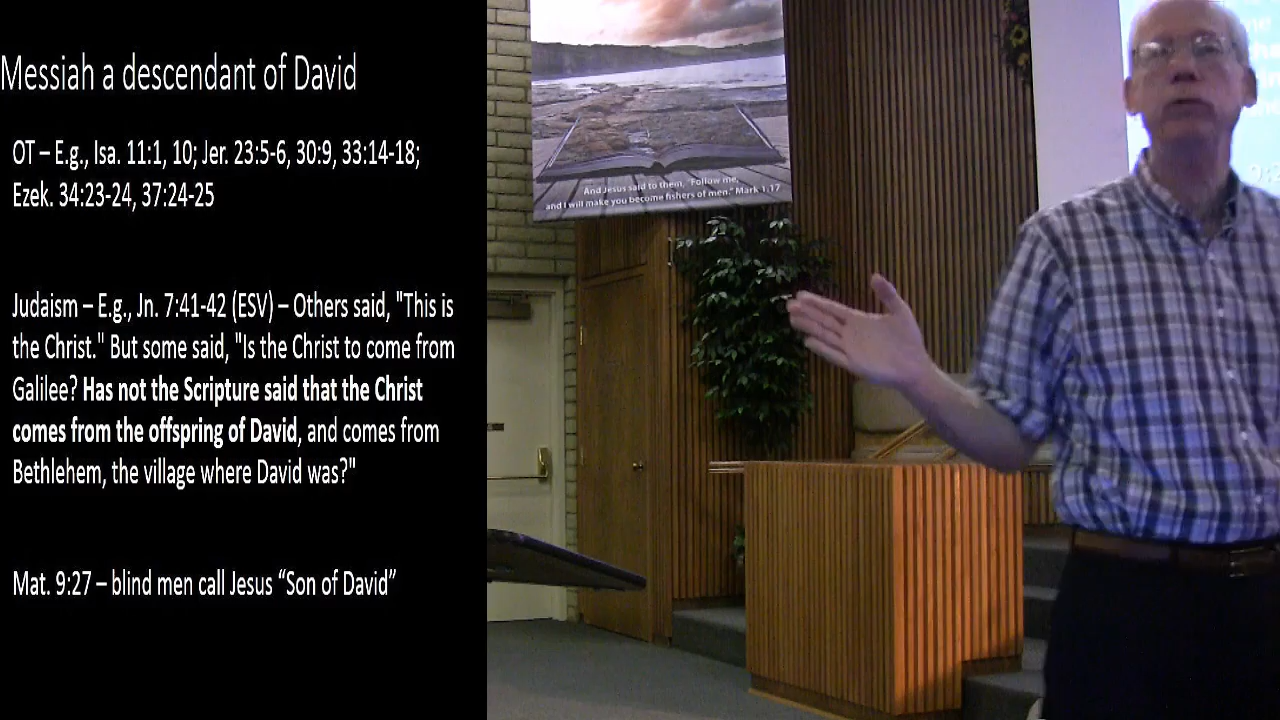 Messiah a descendant of David
OT – E.g., Isa. 11:1, 10; Jer. 23:5-6, 30:9, 33:14-18;
Ezek. 34:23-24, 37:24-25
Judaism – E.g., Jn. 7:41-42 (ESV) – Others said, "This is
the Christ." But some said, "Is the Christ to come from
Galilee? Has not the Scripture said that the Christ
comes from the offspring of David, and comes from
Bethlehem, the village where David was?"
Mat. 9:27 – blind men call Jesus “Son of David”
And Jesus said to them, "Follow me,
and I will make you become fishers of men." Mark 1:17